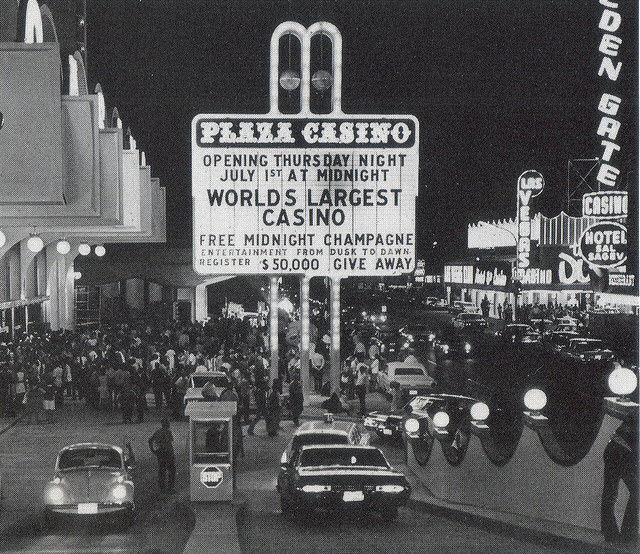 PLAZA CASINO
OPENING THURSDAY NIGHT
JULY 1ST AT MIDNIGHT
WORLDS LARGEST
CASINO
FREE MIDNIGHT CHAMPAGNE
ENTERTAINMENT FROM DUSK TO DAWN
REGISTER $50,000 GIVE AWAY
DEN GATE
CASINO
HOTEL
SAL
SAGEV
LAS
VEGAS
STOP